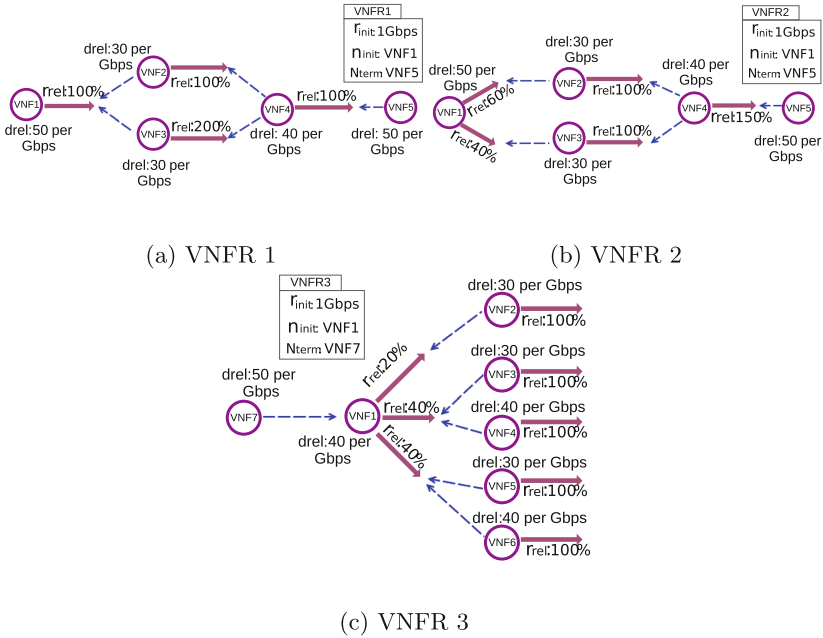 VNFR1
rinit:1Gbps
ninit: VNF1
Nterm: VNF5
drel:30 per
Gbps
VNF2
rrel:100%
rrel:100%
VNF1
drel:50 per
Gbps
rrel:200%
VNF3
drel:30 per
Gbps
rrel:100%
VNF4
drel: 40 per
Gbps
VNF5
drel: 50 per
Gbps
(a) VNFR 1
VNFR2
rinit:1Gbps
ninit: VNF1
Nterm: VNF5
drel:30 per
Gbps
VNF2
rrel:100%
drel:50 per
Gbps
VNF1
rrel:60%
rrel:40%
rrel:100%
VNF3
drel:30 per
Gbps
drel:40 per
Gbps
VNF4
rrel:150%
VNF5
drel:50 per
Gbps
(b) VNFR 2
VNFR3
rinit:1Gbps
ninit: VNF1
Nterm: VNF7
drel:50 per
Gbps
VNF7
VNF1
drel:40 per
Gbps
rrel:20%
rrel:40%
rrel:40%
drel:30 per Gbps
VNF2
rrel:100%
drel:30 per Gbps
VNF3
rrel:100%
drel:40 per Gbps
VNF4
rrel:100%
drel:30 per Gbps
VNF5
rrel:100%
drel:40 per Gbps
VNF6
rrel:100%
(c) VNFR 3